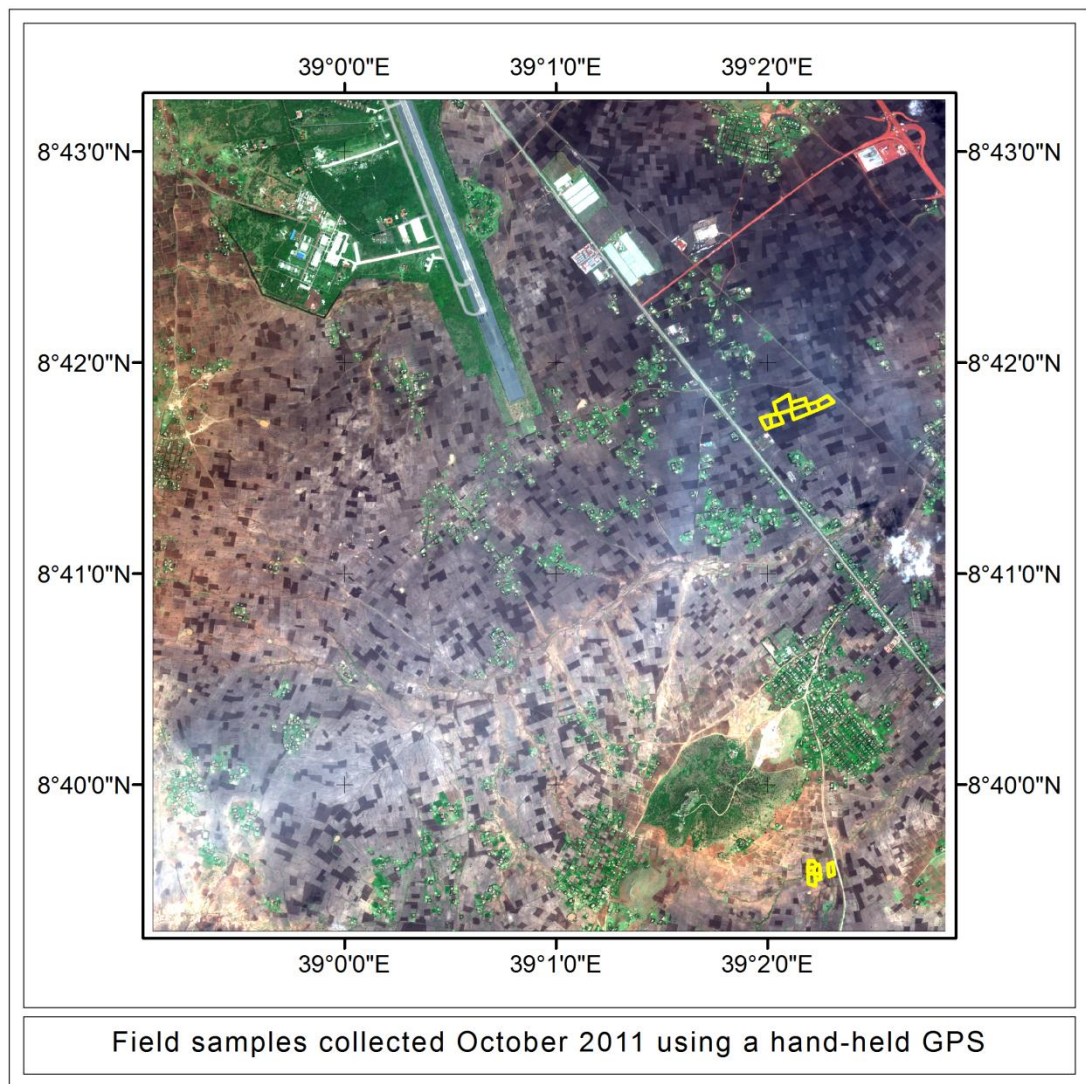 39°0'0"E 39°1'0"E 39°2'0"E
8°43'0"N 8°43'0"N
8°42'0"N 8°42'0"N
8°41'0"N 8°41'0"N
8°40'0"N 8°40'0"N
39°0'0"E 39°1'0"E 39°2'0"E
Field samples collected October 2011 using a hand-held GPS